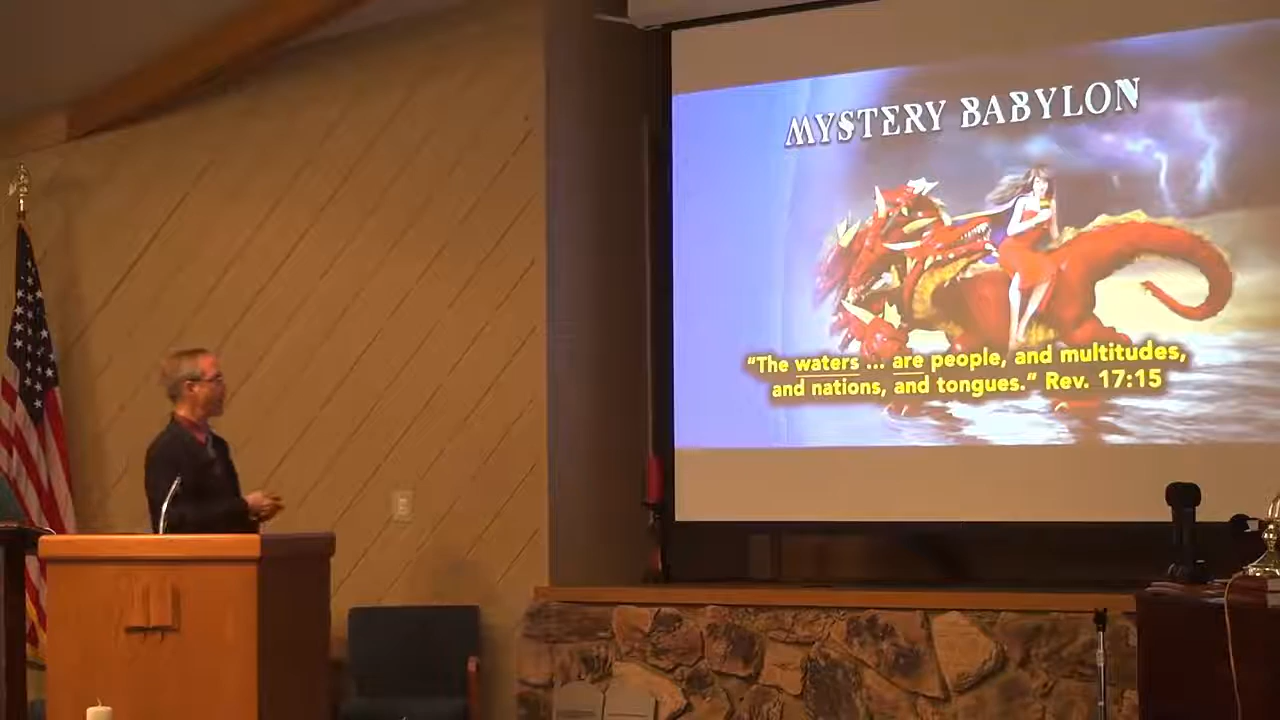 MYSTERY BABYLON
"The waters ... are people, and multitudes,
and nations, and tongues." Rev. 17:15